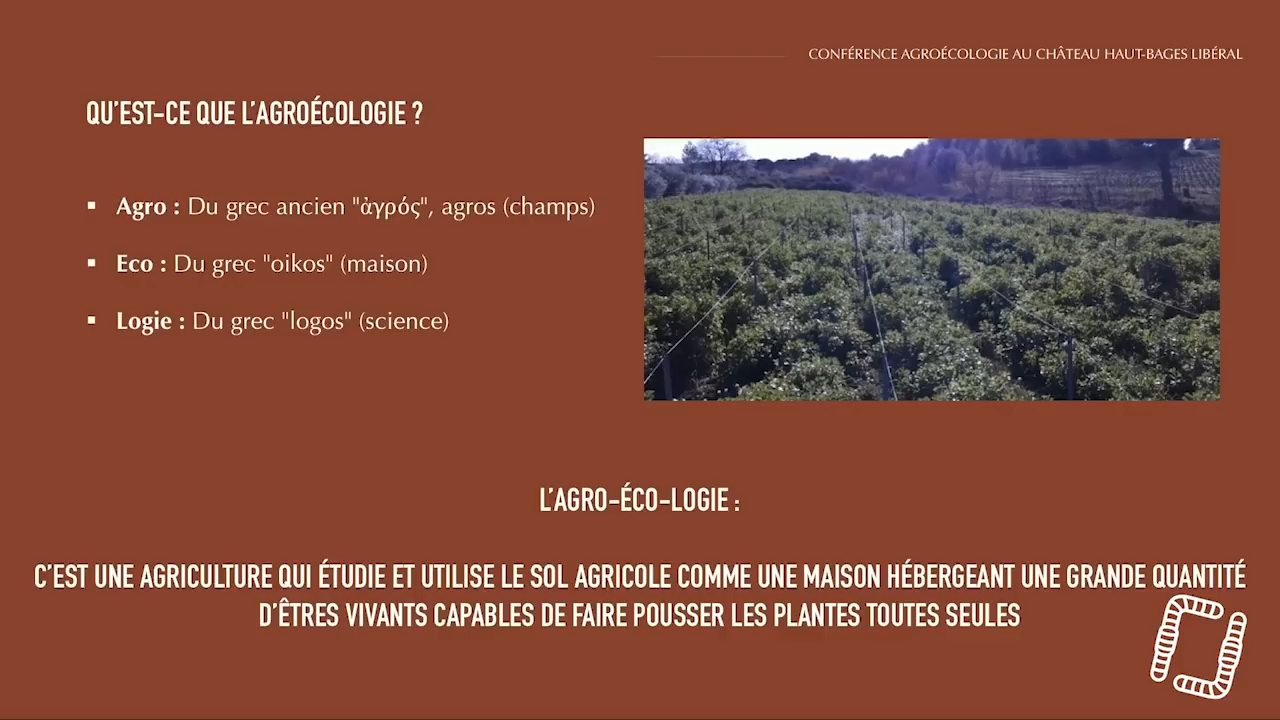 CONFÉRENCE AGROÉCOLOGIE AU CHÂTEAU HAUT-BAGES LIBÉRAL
QU'EST-CE QUE L'AGROÉCOLOGIE ?
▪ Agro : Du grec ancien "ἀγρός", agros (champs)
▪ Eco : Du grec "oikos" (maison)
▪ Logie : Du grec "logos" (science)
L'AGRO-ÉCO-LOGIE :
C'EST UNE AGRICULTURE QUI ÉTUDIE ET UTILISE LE SOL AGRICOLE COMME UNE MAISON HÉBERGEANT UNE GRANDE QUANTITÉ
D'ÊTRES VIVANTS CAPABLES DE FAIRE POUSSER LES PLANTES TOUTES SEULES